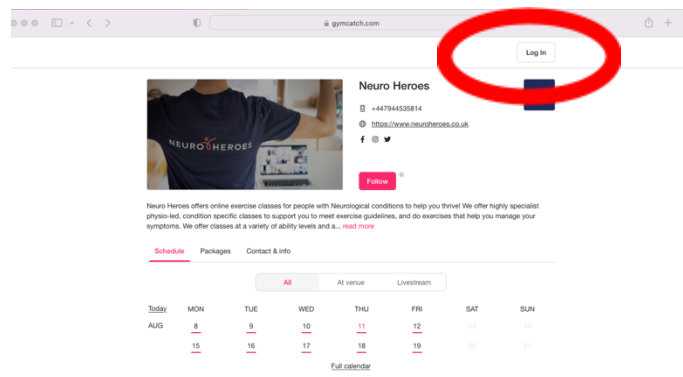 gymcatch.com
Log In
NEURO HEROES
Neuro Heroes
+447944535814
https://www.neuroheroes.co.uk
Follow
Neuro Heroes offers online exercise classes for people with Neurological conditions to help you thrive! We offer highly specialist
physio-led, condition specific classes to support you to meet exercise guidelines, and do exercises that help you manage your
symptoms. We offer classes at a variety of ability levels and a... read more
Schedule Packages Contact & info
All At venue Livestream
Today MON TUE WED THU FRI SAT SUN
AUG 8 9 10 11 12 13 14
15 16 17 18 19 20 21
Full calendar